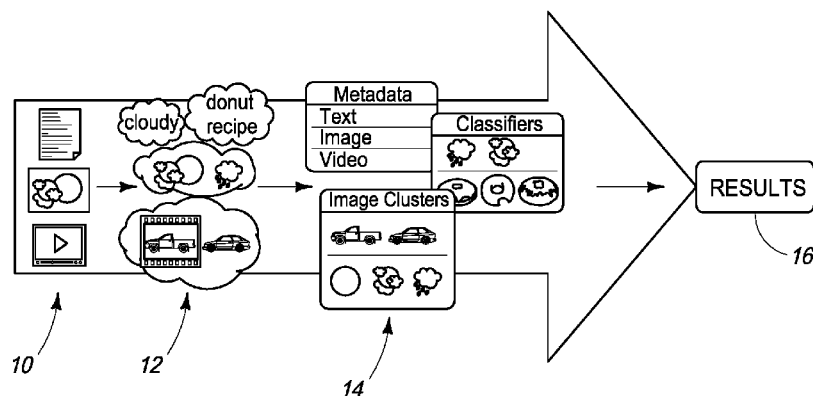 cloudy
donut
recipe
Metadata
Text
Image
Video
Classifiers
Image Clusters
RESULTS
10
12
14
16